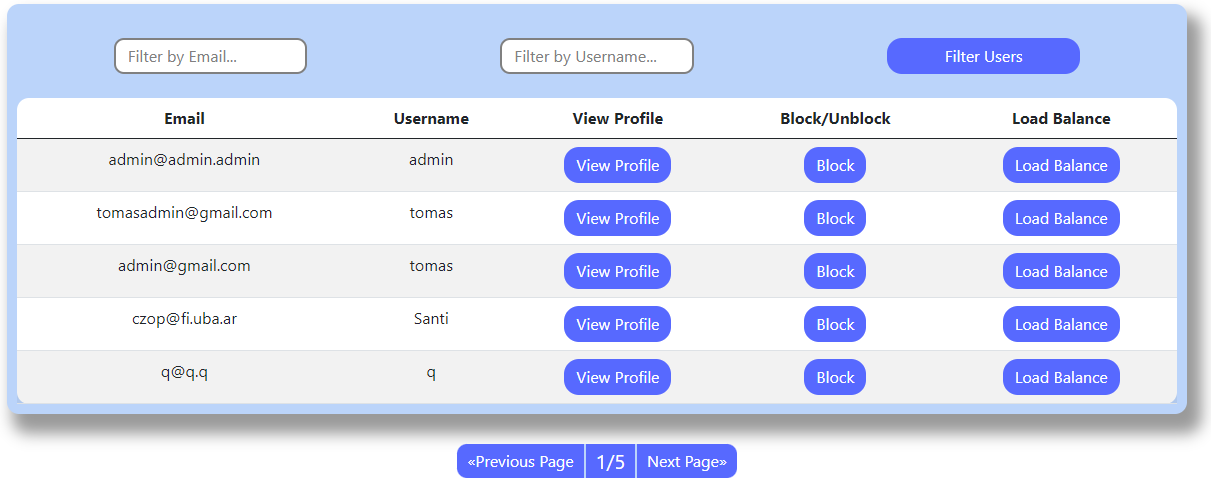 Filter by Email... Filter by Username... Filter Users
Email Username View Profile Block/Unblock Load Balance
admin@admin.admin admin View Profile Block Load Balance
tomasadmin@gmail.com tomas View Profile Block Load Balance
admin@gmail.com tomas View Profile Block Load Balance
czop@fi.uba.ar Santi View Profile Block Load Balance
q@q.q q View Profile Block Load Balance
«Previous Page 1/5 Next Page»